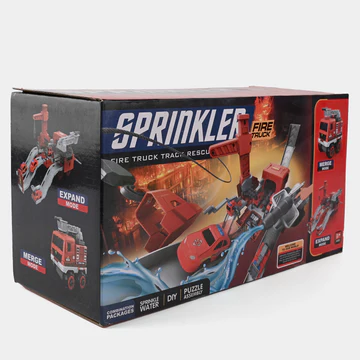 SPRINKLER
FIRE
TRUCK
FIRE TRUCK TRACK RESCUE
EXPAND
MODE
MERGE
MODE
MERGE
MODE
EXPAND
MODE
COMBINATION
PACKAGES
SPRINKLE
WATER
DIY
PUZZLE
ASSEMBLY